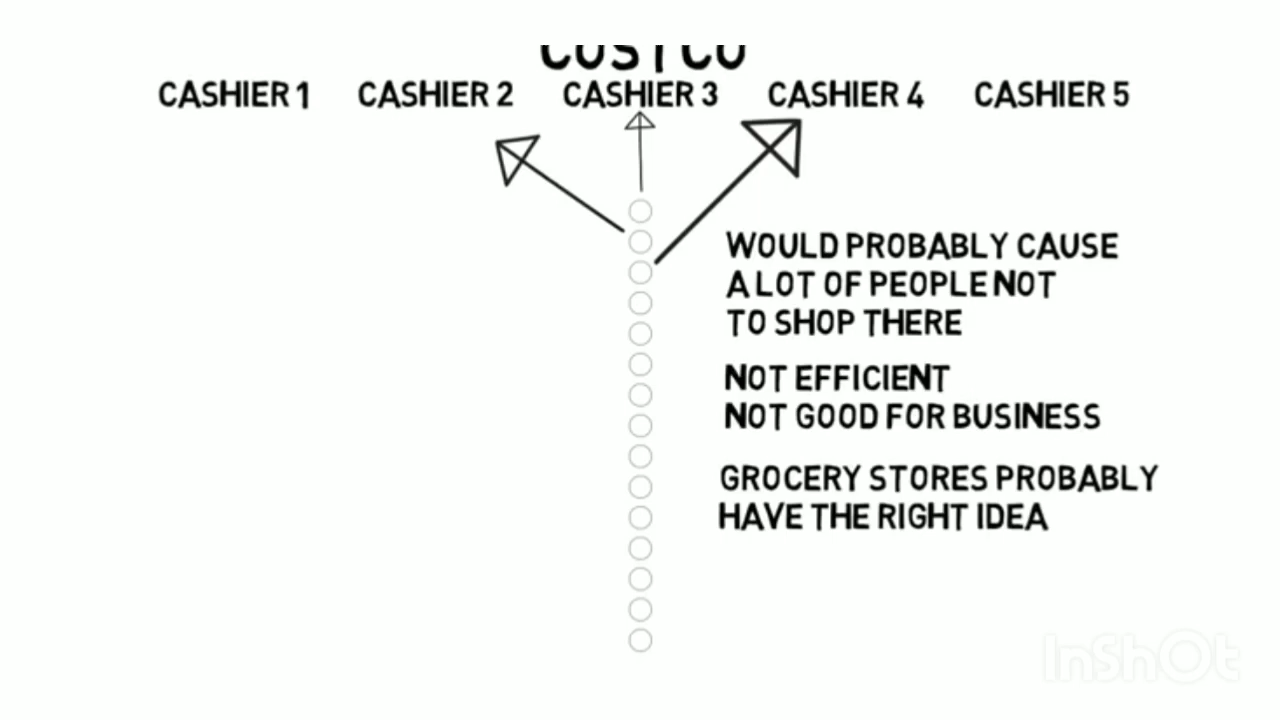 COSTCO
CASHIER 1 CASHIER 2 CASHIER 3 CASHIER 4 CASHIER 5
WOULD PROBABLY CAUSE
A LOT OF PEOPLE NOT
TO SHOP THERE
NOT EFFICIENT
NOT GOOD FOR BUSINESS
GROCERY STORES PROBABLY
HAVE THE RIGHT IDEA
InShOt